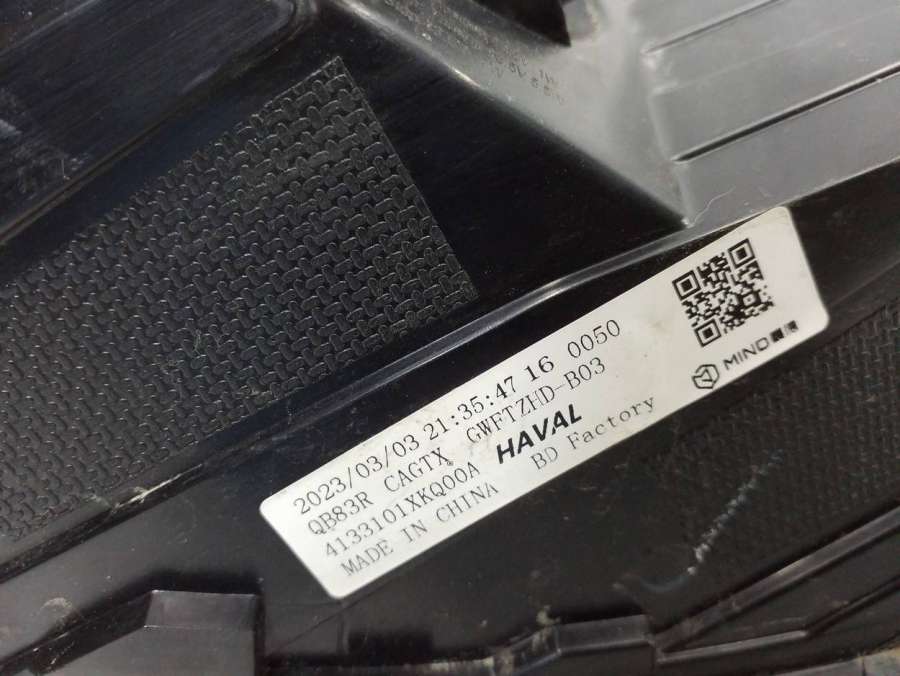 2023/03/03 21:35:47 16 0050
QB83R CAGTX GWFTZHD-B03
4133101XKQ00A HAVAL
MADE IN CHINA BD Factory
MIND